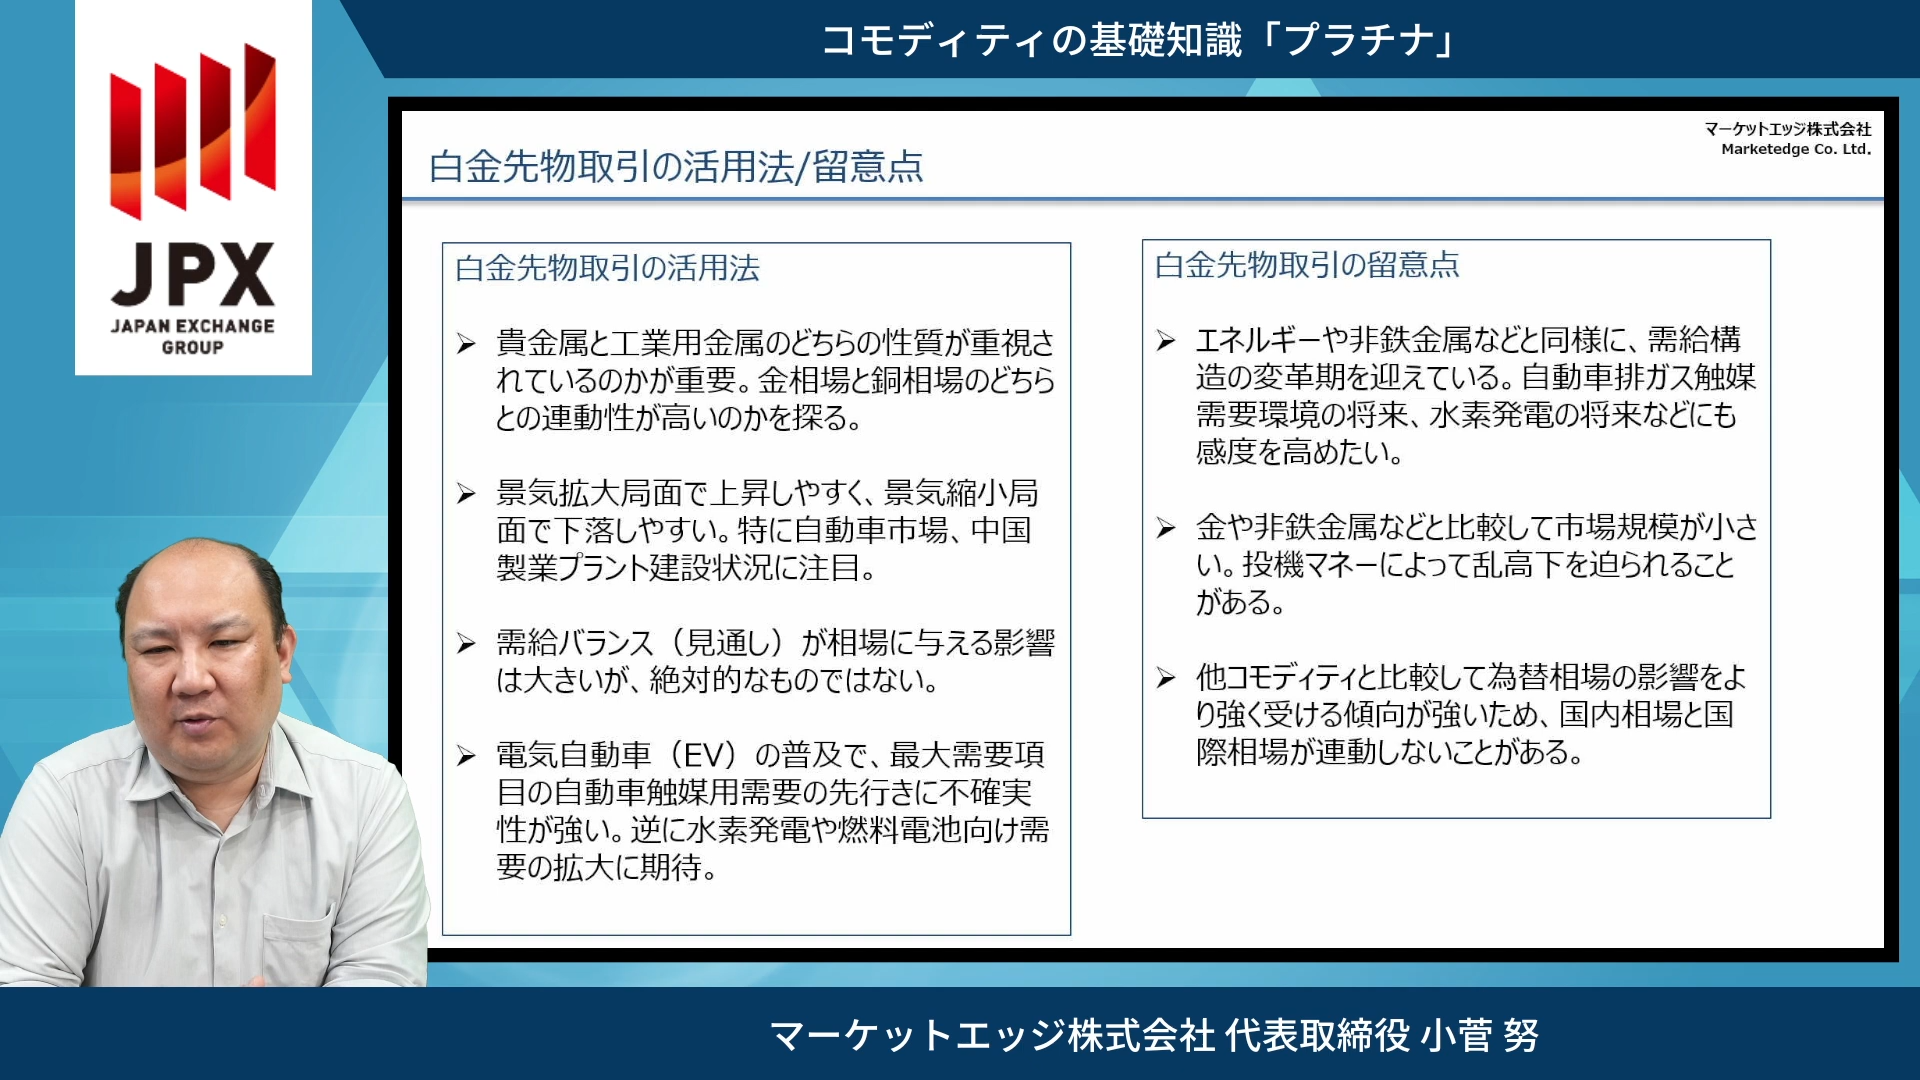 コモディティの基礎知識「プラチナ」
JPX
JAPAN EXCHANGE
GROUP
マーケットエッジ株式会社
Marketedge Co. Ltd.
白金先物取引の活用法/留意点
白金先物取引の活用法
➢ 貴金属と工業用金属のどちらの性質が重視さ
れているのかが重要。金相場と銅相場のどちら
との連動性が高いのかを探る。
➢ 景気拡大局面で上昇しやすく、景気縮小局
面で下落しやすい。特に自動車市場、中国
製業プラント建設状況に注目。
➢ 需給バランス（見通し）が相場に与える影響
は大きいが、絶対的なものではない。
➢ 電気自動車（EV）の普及で、最大需要項
目の自動車触媒用需要の先行きに不確実
性が強い。逆に水素発電や燃料電池向け需
要の拡大に期待。
白金先物取引の留意点
➢ エネルギーや非鉄金属などと同様に、需給構
造の変革期を迎えている。自動車排ガス触媒
需要環境の将来、水素発電の将来などにも
感度を高めたい。
➢ 金や非鉄金属などと比較して市場規模が小さ
い。投機マネーによって乱高下を迫られること
がある。
➢ 他コモディティと比較して為替相場の影響をよ
り強く受ける傾向が強いため、国内相場と国
際相場が連動しないことがある。
マーケットエッジ株式会社 代表取締役 小菅 努